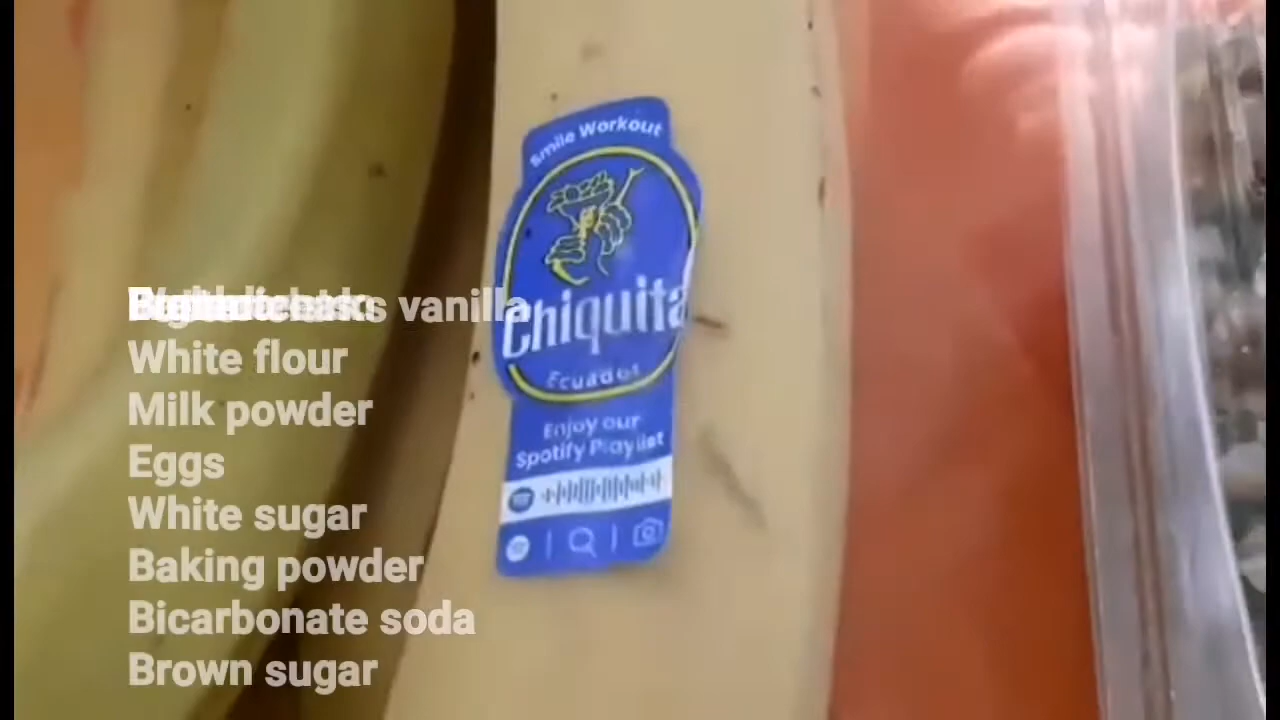 Smile Workout
Chiquita
Ecuador
Enjoy our
Spotify Playlist
vanilla
White flour
Milk powder
Eggs
White sugar
Baking powder
Bicarbonate soda
Brown sugar